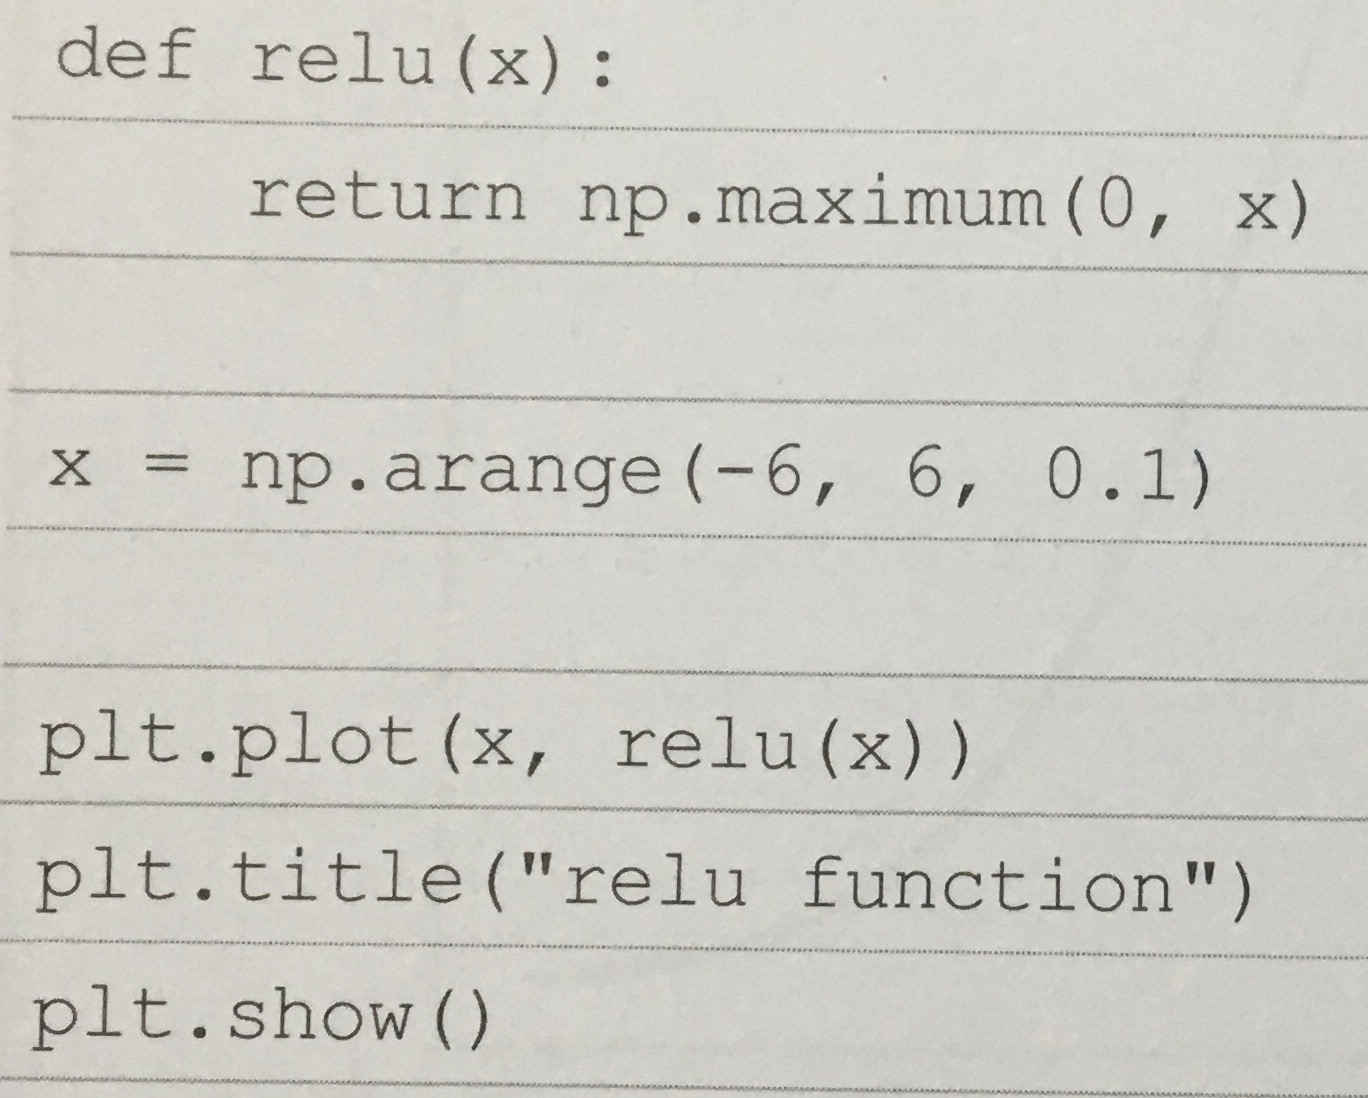 def relu(x):
    return np.maximum(0, x)

x = np.arange(-6, 6, 0.1)

plt.plot(x, relu(x))
plt.title("relu function")
plt.show()